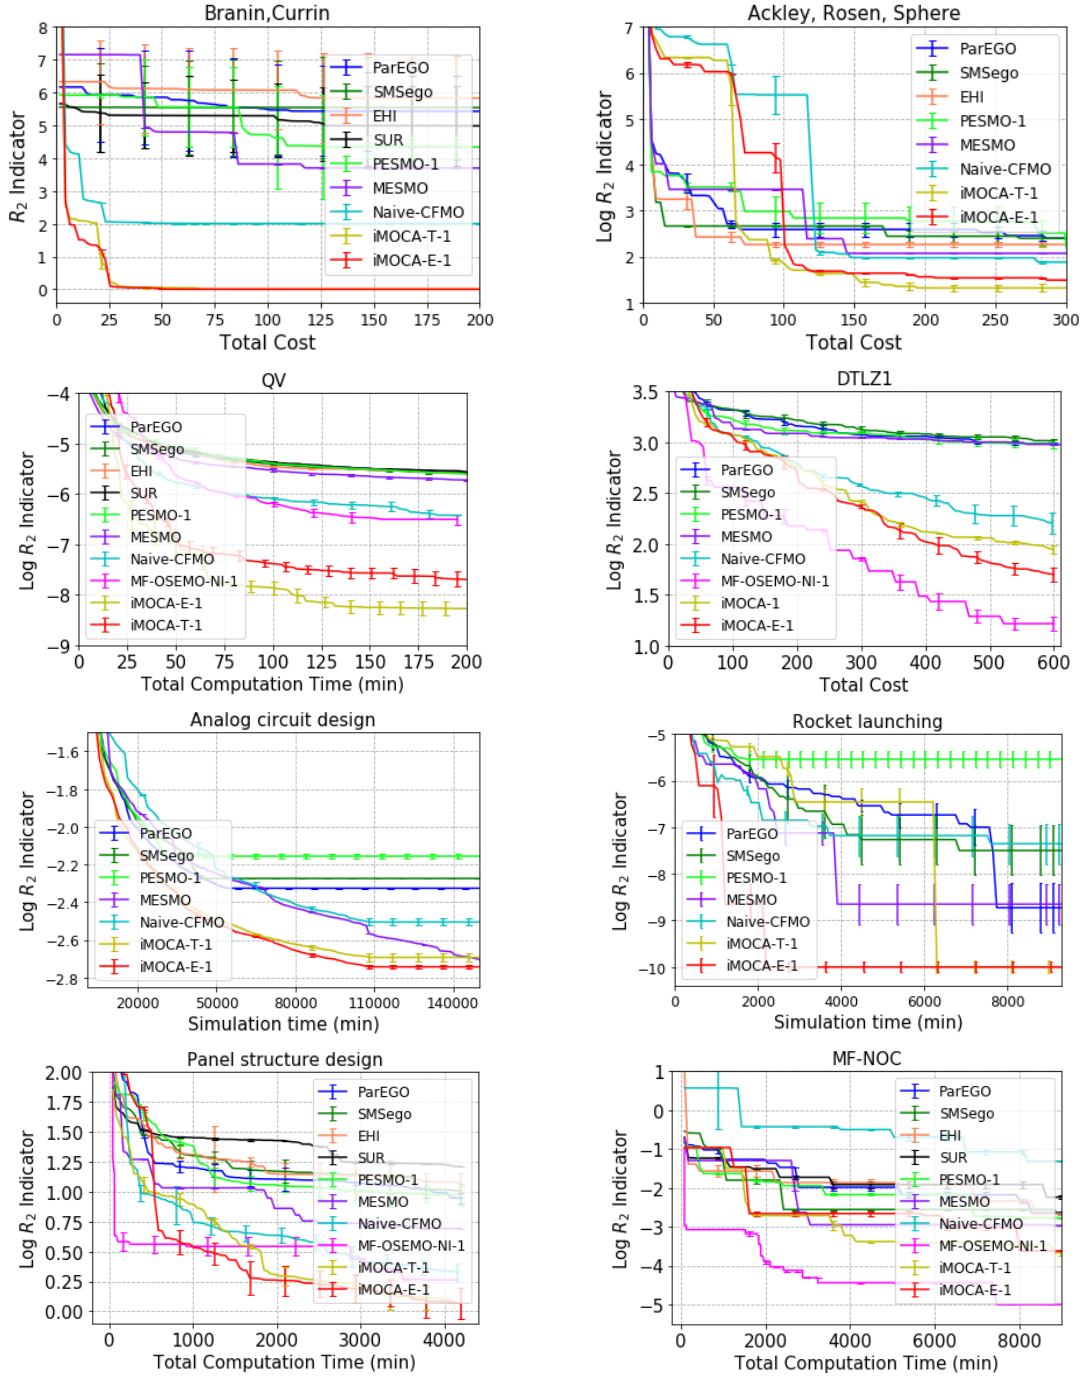 Branin,Currin
R2 Indicator
8
7
6
5
4
3
2
1
0
ParEGO
SMSego
EHI
SUR
PESMO-1
MESMO
Naive-CFMO
iMOCA-T-1
iMOCA-E-1
0 25 50 75 100 125 150 175 200
Total Cost
Ackley, Rosen, Sphere
Log R2 Indicator
7
6
5
4
3
2
1
ParEGO
SMSego
EHI
PESMO-1
MESMO
Naive-CFMO
iMOCA-T-1
iMOCA-E-1
0 50 100 150 200 250 300
Total Cost
QV
Log R2 Indicator
−4
−5
−6
−7
−8
−9
ParEGO
SMSego
EHI
SUR
PESMO-1
MESMO
Naive-CFMO
MF-OSEMO-NI-1
iMOCA-E-1
iMOCA-T-1
0 25 50 75 100 125 150 175 200
Total Computation Time (min)
DTLZ1
Log R2 Indicator
3.5
3.0
2.5
2.0
1.5
1.0
ParEGO
SMSego
PESMO-1
MESMO
Naive-CFMO
MF-OSEMO-NI-1
iMOCA-1
iMOCA-E-1
0 100 200 300 400 500 600
Total Cost
Analog circuit design
Log R2 Indicator
−1.6
−1.8
−2.0
−2.2
−2.4
−2.6
−2.8
ParEGO
SMSego
PESMO-1
MESMO
Naive-CFMO
iMOCA-T-1
iMOCA-E-1
20000 50000 80000 110000 140000
Simulation time (min)
Rocket launching
Log R2 Indicator
−5
−6
−7
−8
−9
−10
ParEGO
SMSego
PESMO-1
MESMO
Naive-CFMO
iMOCA-T-1
iMOCA-E-1
0 2000 4000 6000 8000
Simulation time (min)
Panel structure design
Log R2 Indicator
2.00
1.75
1.50
1.25
1.00
0.75
0.50
0.25
0.00
ParEGO
SMSego
EHI
SUR
PESMO-1
MESMO
Naive-CFMO
MF-OSEMO-NI-1
iMOCA-T-1
iMOCA-E-1
0 1000 2000 3000 4000
Total Computation Time (min)
MF-NOC
Log R2 Indicator
1
0
−1
−2
−3
−4
−5
ParEGO
SMSego
EHI
SUR
PESMO-1
MESMO
Naive-CFMO
MF-OSEMO-NI-1
iMOCA-T-1
iMOCA-E-1
0 2000 4000 6000 8000
Total Computation Time (min)